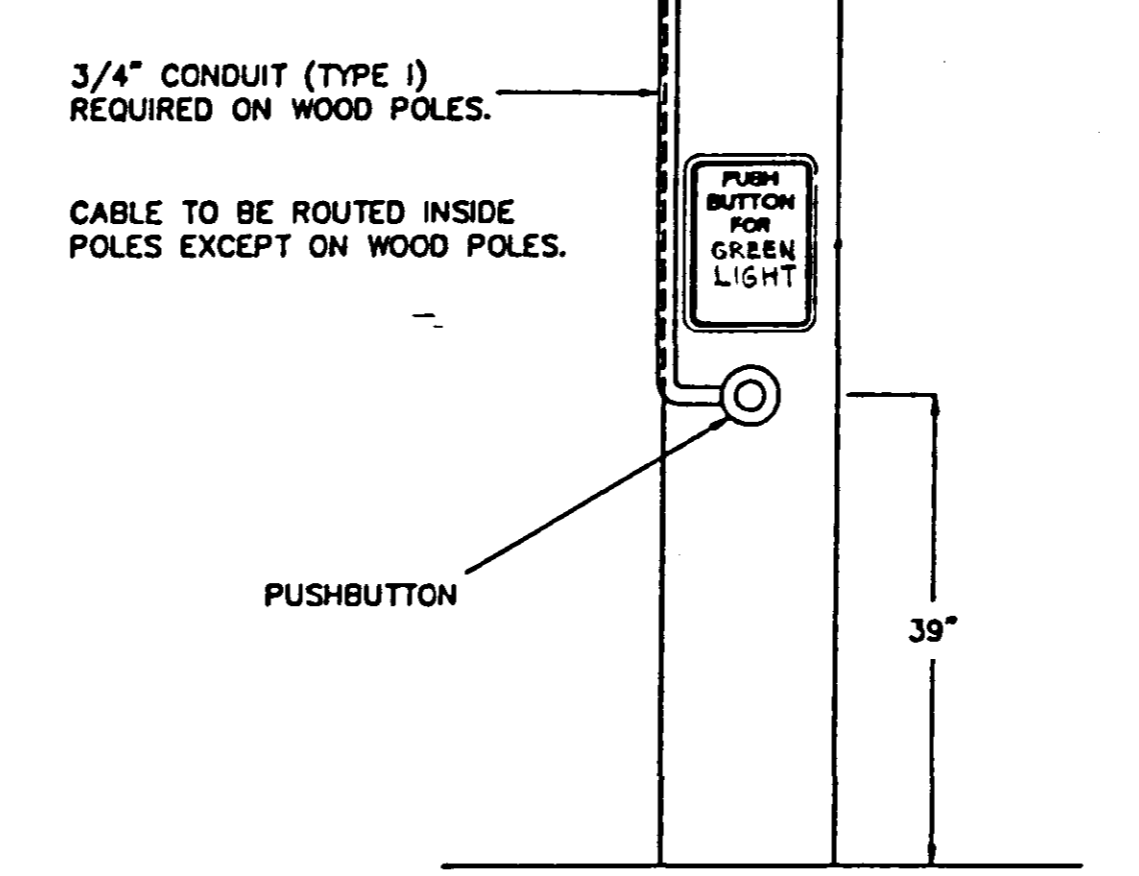 3/4" CONDUIT (TYPE I)
REQUIRED ON WOOD POLES.
CABLE TO BE ROUTED INSIDE
POLES EXCEPT ON WOOD POLES.
PUSH
BUTTON
FOR
GREEN
LIGHT
PUSHBUTTON
39"